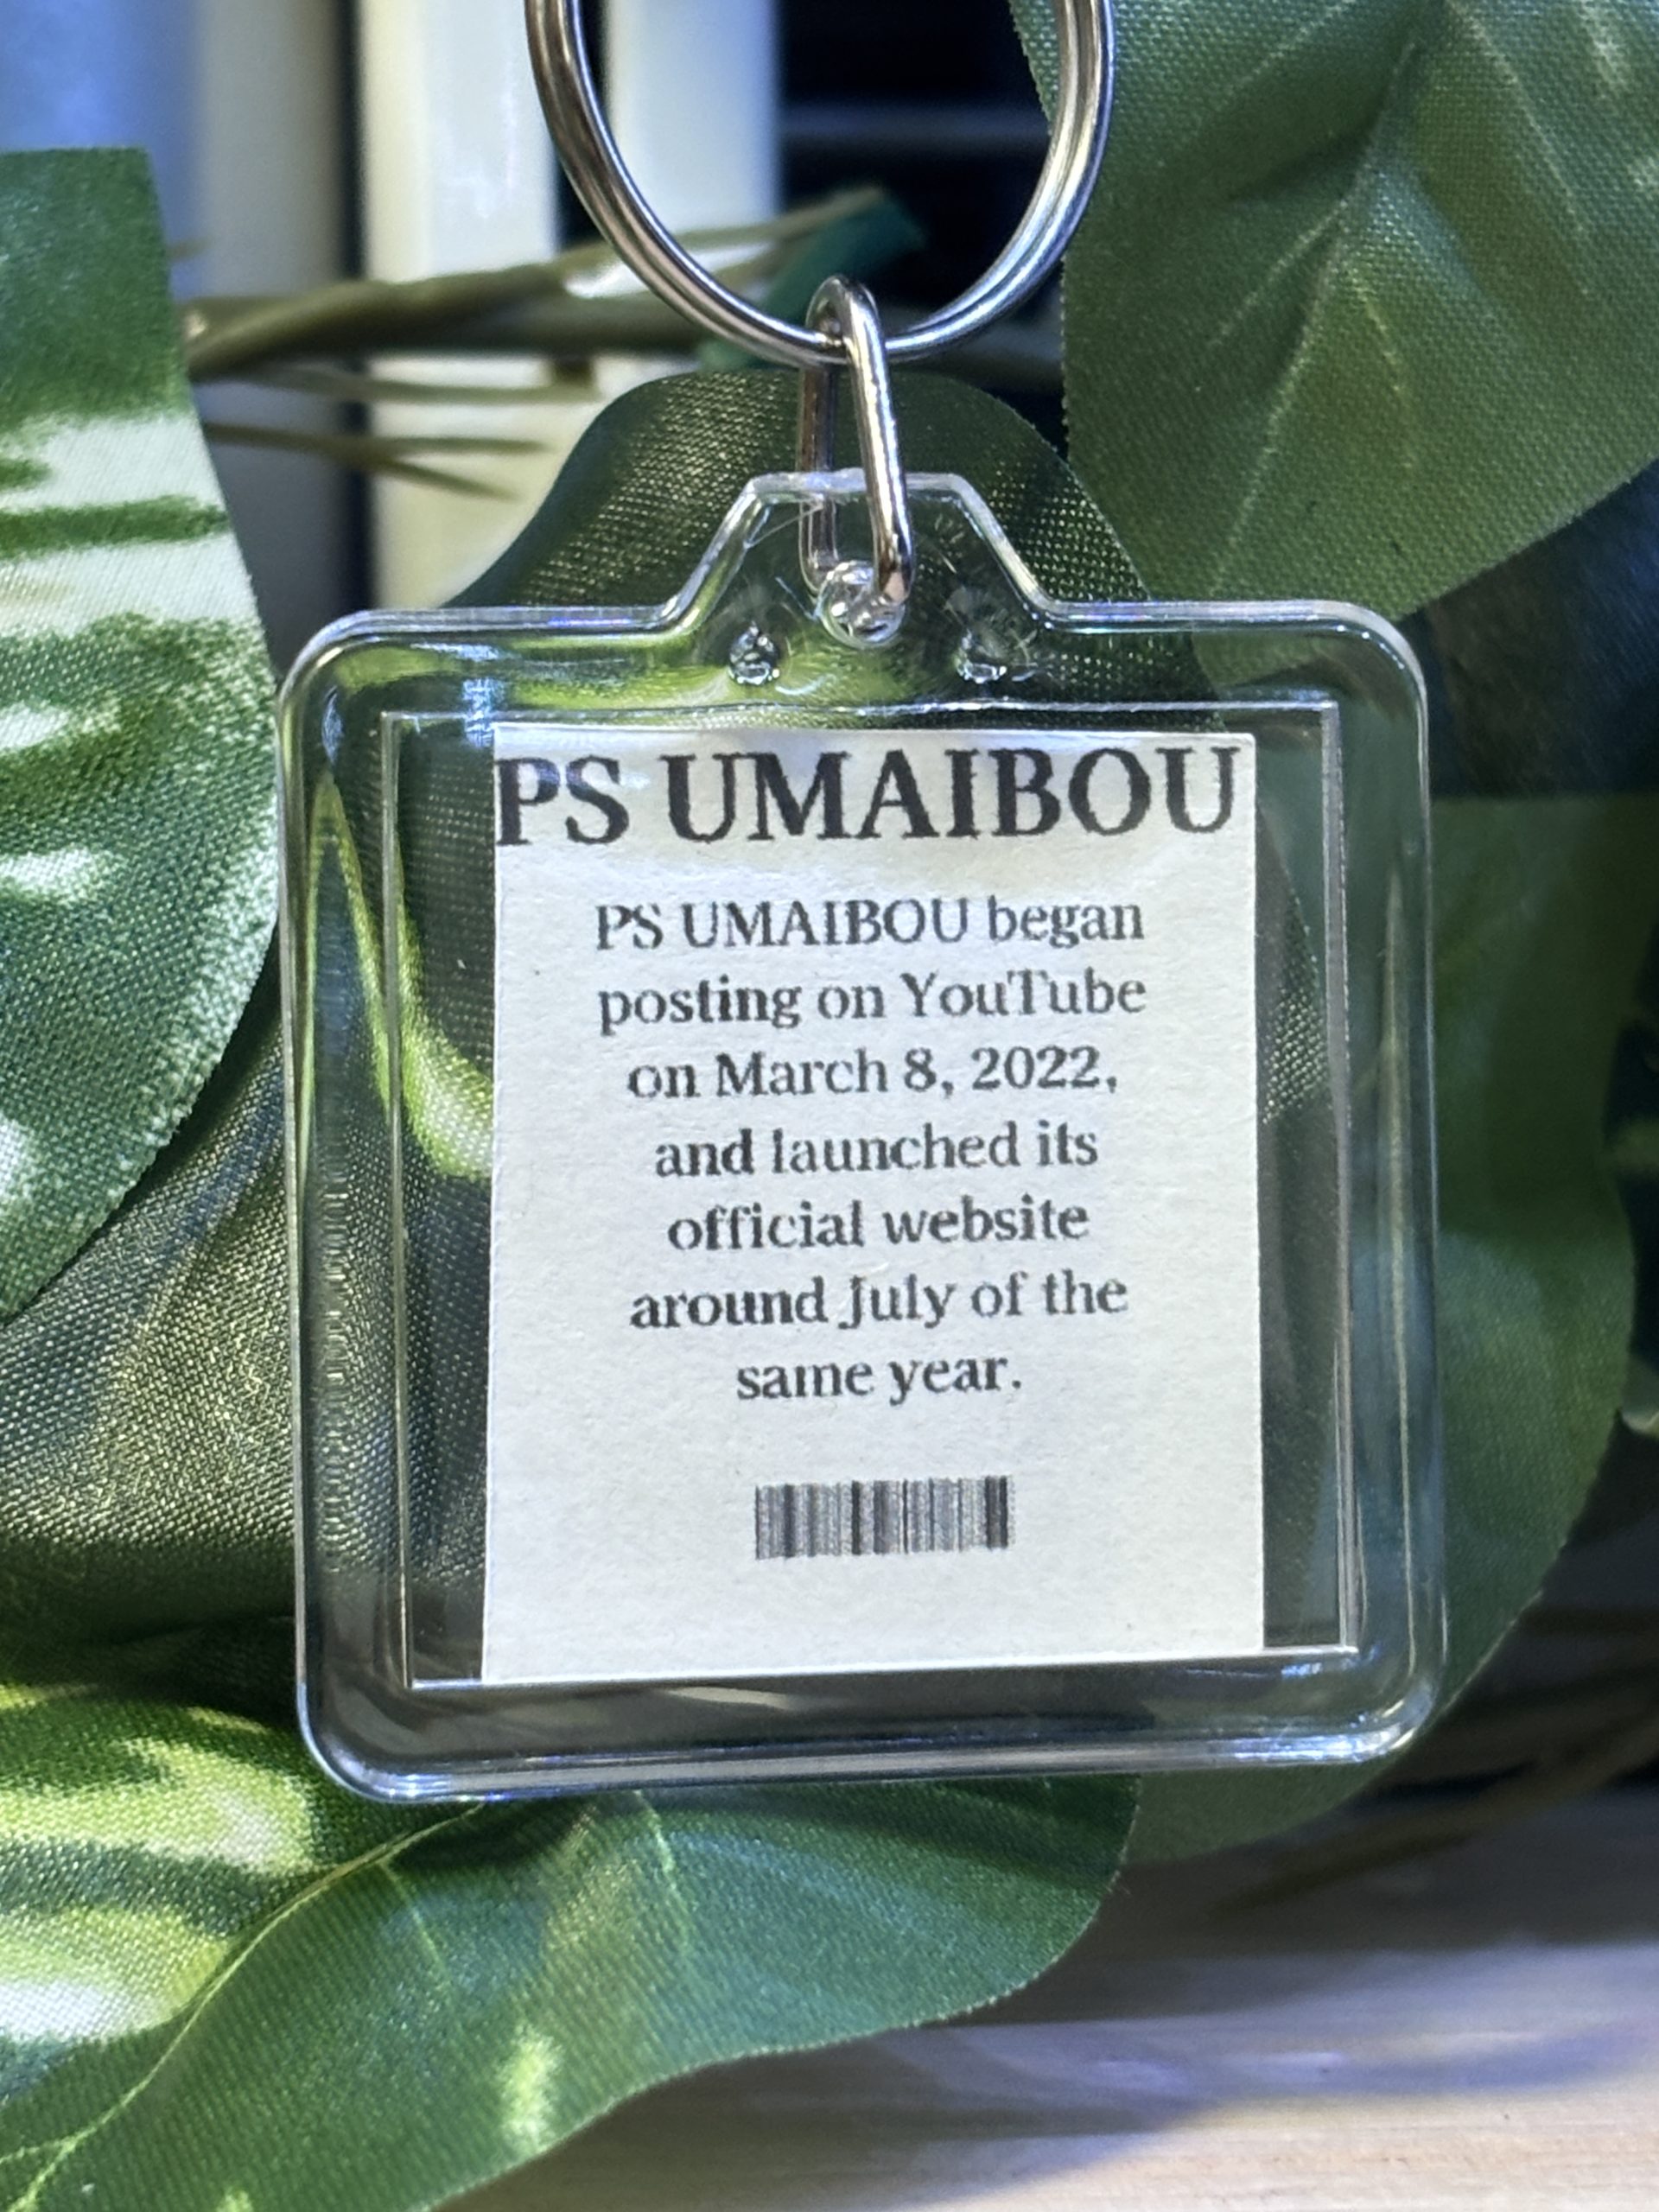 PS UMAIBOU
PS UMAIBOU began
posting on YouTube
on March 8, 2022,
and launched its
official website
around July of the
same year.